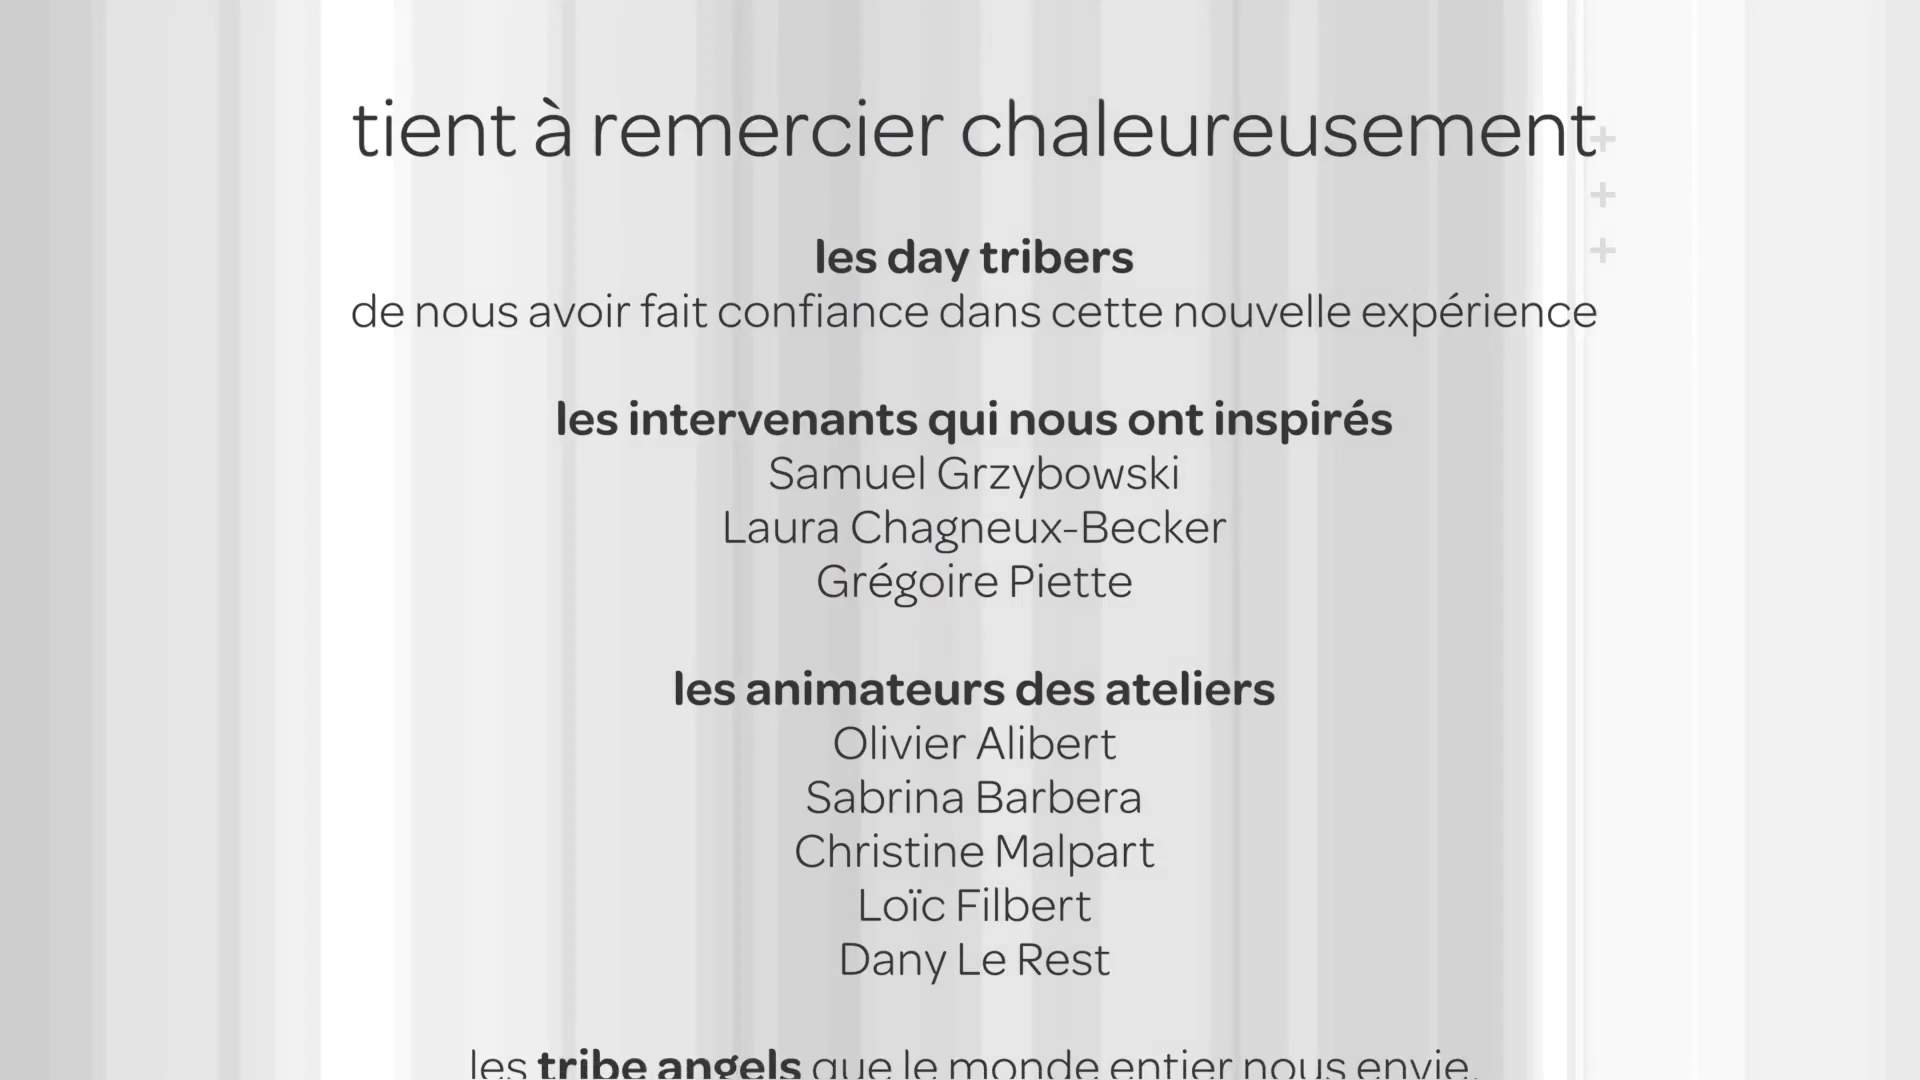 tient à remercier chaleureusement
+
+
+
les day tribers
de nous avoir fait confiance dans cette nouvelle expérience
les intervenants qui nous ont inspirés
Samuel Grzybowski
Laura Chagneux-Becker
Grégoire Piette
les animateurs des ateliers
Olivier Alibert
Sabrina Barbera
Christine Malpart
Loïc Filbert
Dany Le Rest
les tribe angels que le monde entier nous envie.